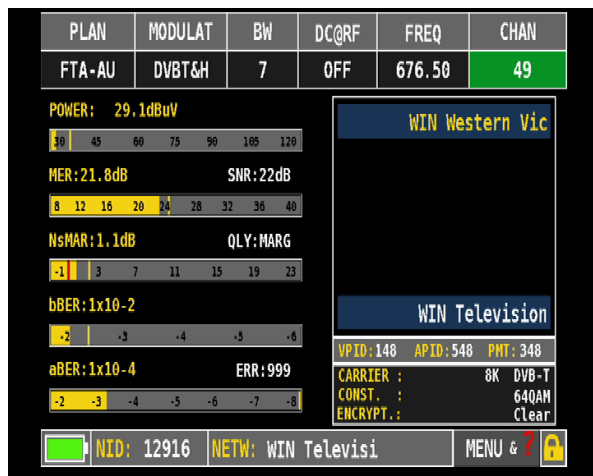 PLAN MODULAT BW DC@RF FREQ CHAN
FTA-AU DVBT&H 7 OFF 676.50 49
POWER: 29.1dBuV
30 45 60 75 90 105 120
MER:21.8dB SNR:22dB
8 12 16 20 24 28 32 36 40
NsMAR:1.1dB QLY:MARG
-1 3 7 11 15 19 23
bBER:1x10-2
-2 -3 -4 -5 -6
aBER:1x10-4 ERR:999
-2 -3 -4 -5 -6 -7 -8
WIN Western Vic
WIN Television
VPID:148 APID:548 PMT:348
CARRIER : 8K DVB-T
CONST. : 64QAM
ENCRYPT.: Clear
NID: 12916 NETW: WIN Televisi MENU & ?